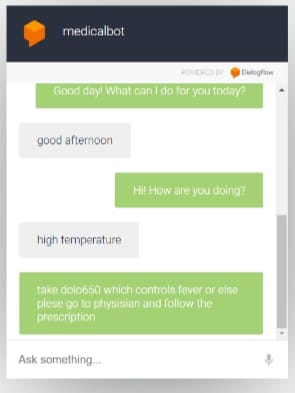 medicalbot
POWERED BY Dialogflow
Good day! What can I do for you today?
good afternoon
Hi! How are you doing?
high temperature
take dolo650 which controls fever or else
plese go to physisian and follow the
prescription
Ask something...